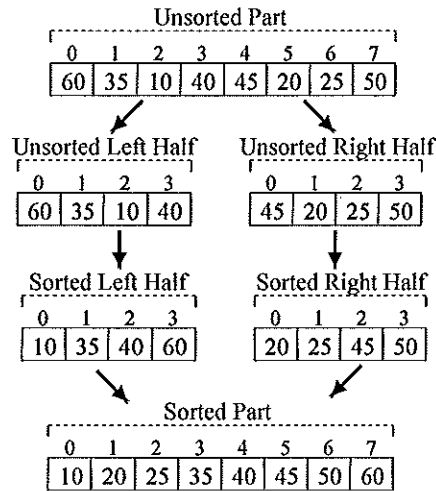 Unsorted Part
0 1 2 3 4 5 6 7
60 35 10 40 45 20 25 50
Unsorted Left Half
0 1 2 3
60 35 10 40
Unsorted Right Half
0 1 2 3
45 20 25 50
Sorted Left Half
0 1 2 3
10 35 40 60
Sorted Right Half
0 1 2 3
20 25 45 50
Sorted Part
0 1 2 3 4 5 6 7
10 20 25 35 40 45 50 60